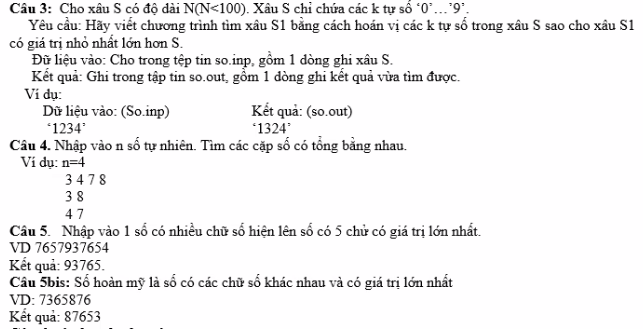 Câu 3: Cho xâu S có độ dài N(N<100). Xâu S chỉ chứa các k tự số '0'…'9'.
Yêu cầu: Hãy viết chương trình tìm xâu S1 bằng cách hoán vị các k tự số trong xâu S sao cho xâu S1
có giá trị nhỏ nhất lớn hơn S.
Đữ liệu vào: Cho trong tệp tin so.inp, gồm 1 dòng ghi xâu S.
Kết quả: Ghi trong tập tin so.out, gồm 1 dòng ghi kết quả vừa tìm được.
Ví dụ:
Dữ liệu vào: (So.inp) Kết quả: (so.out)
'1234' '1324'
Câu 4. Nhập vào n số tự nhiên. Tìm các cặp số có tổng bằng nhau.
Ví dụ: n=4
3 4 7 8
3 8
4 7
Câu 5. Nhập vào 1 số có nhiều chữ số hiện lên số có 5 chử có giá trị lớn nhất.
VD 7657937654
Kết quả: 93765.
Câu 5bis: Số hoàn mỹ là số có các chữ số khác nhau và có giá trị lớn nhất
VD: 7365876
Kết quả: 87653